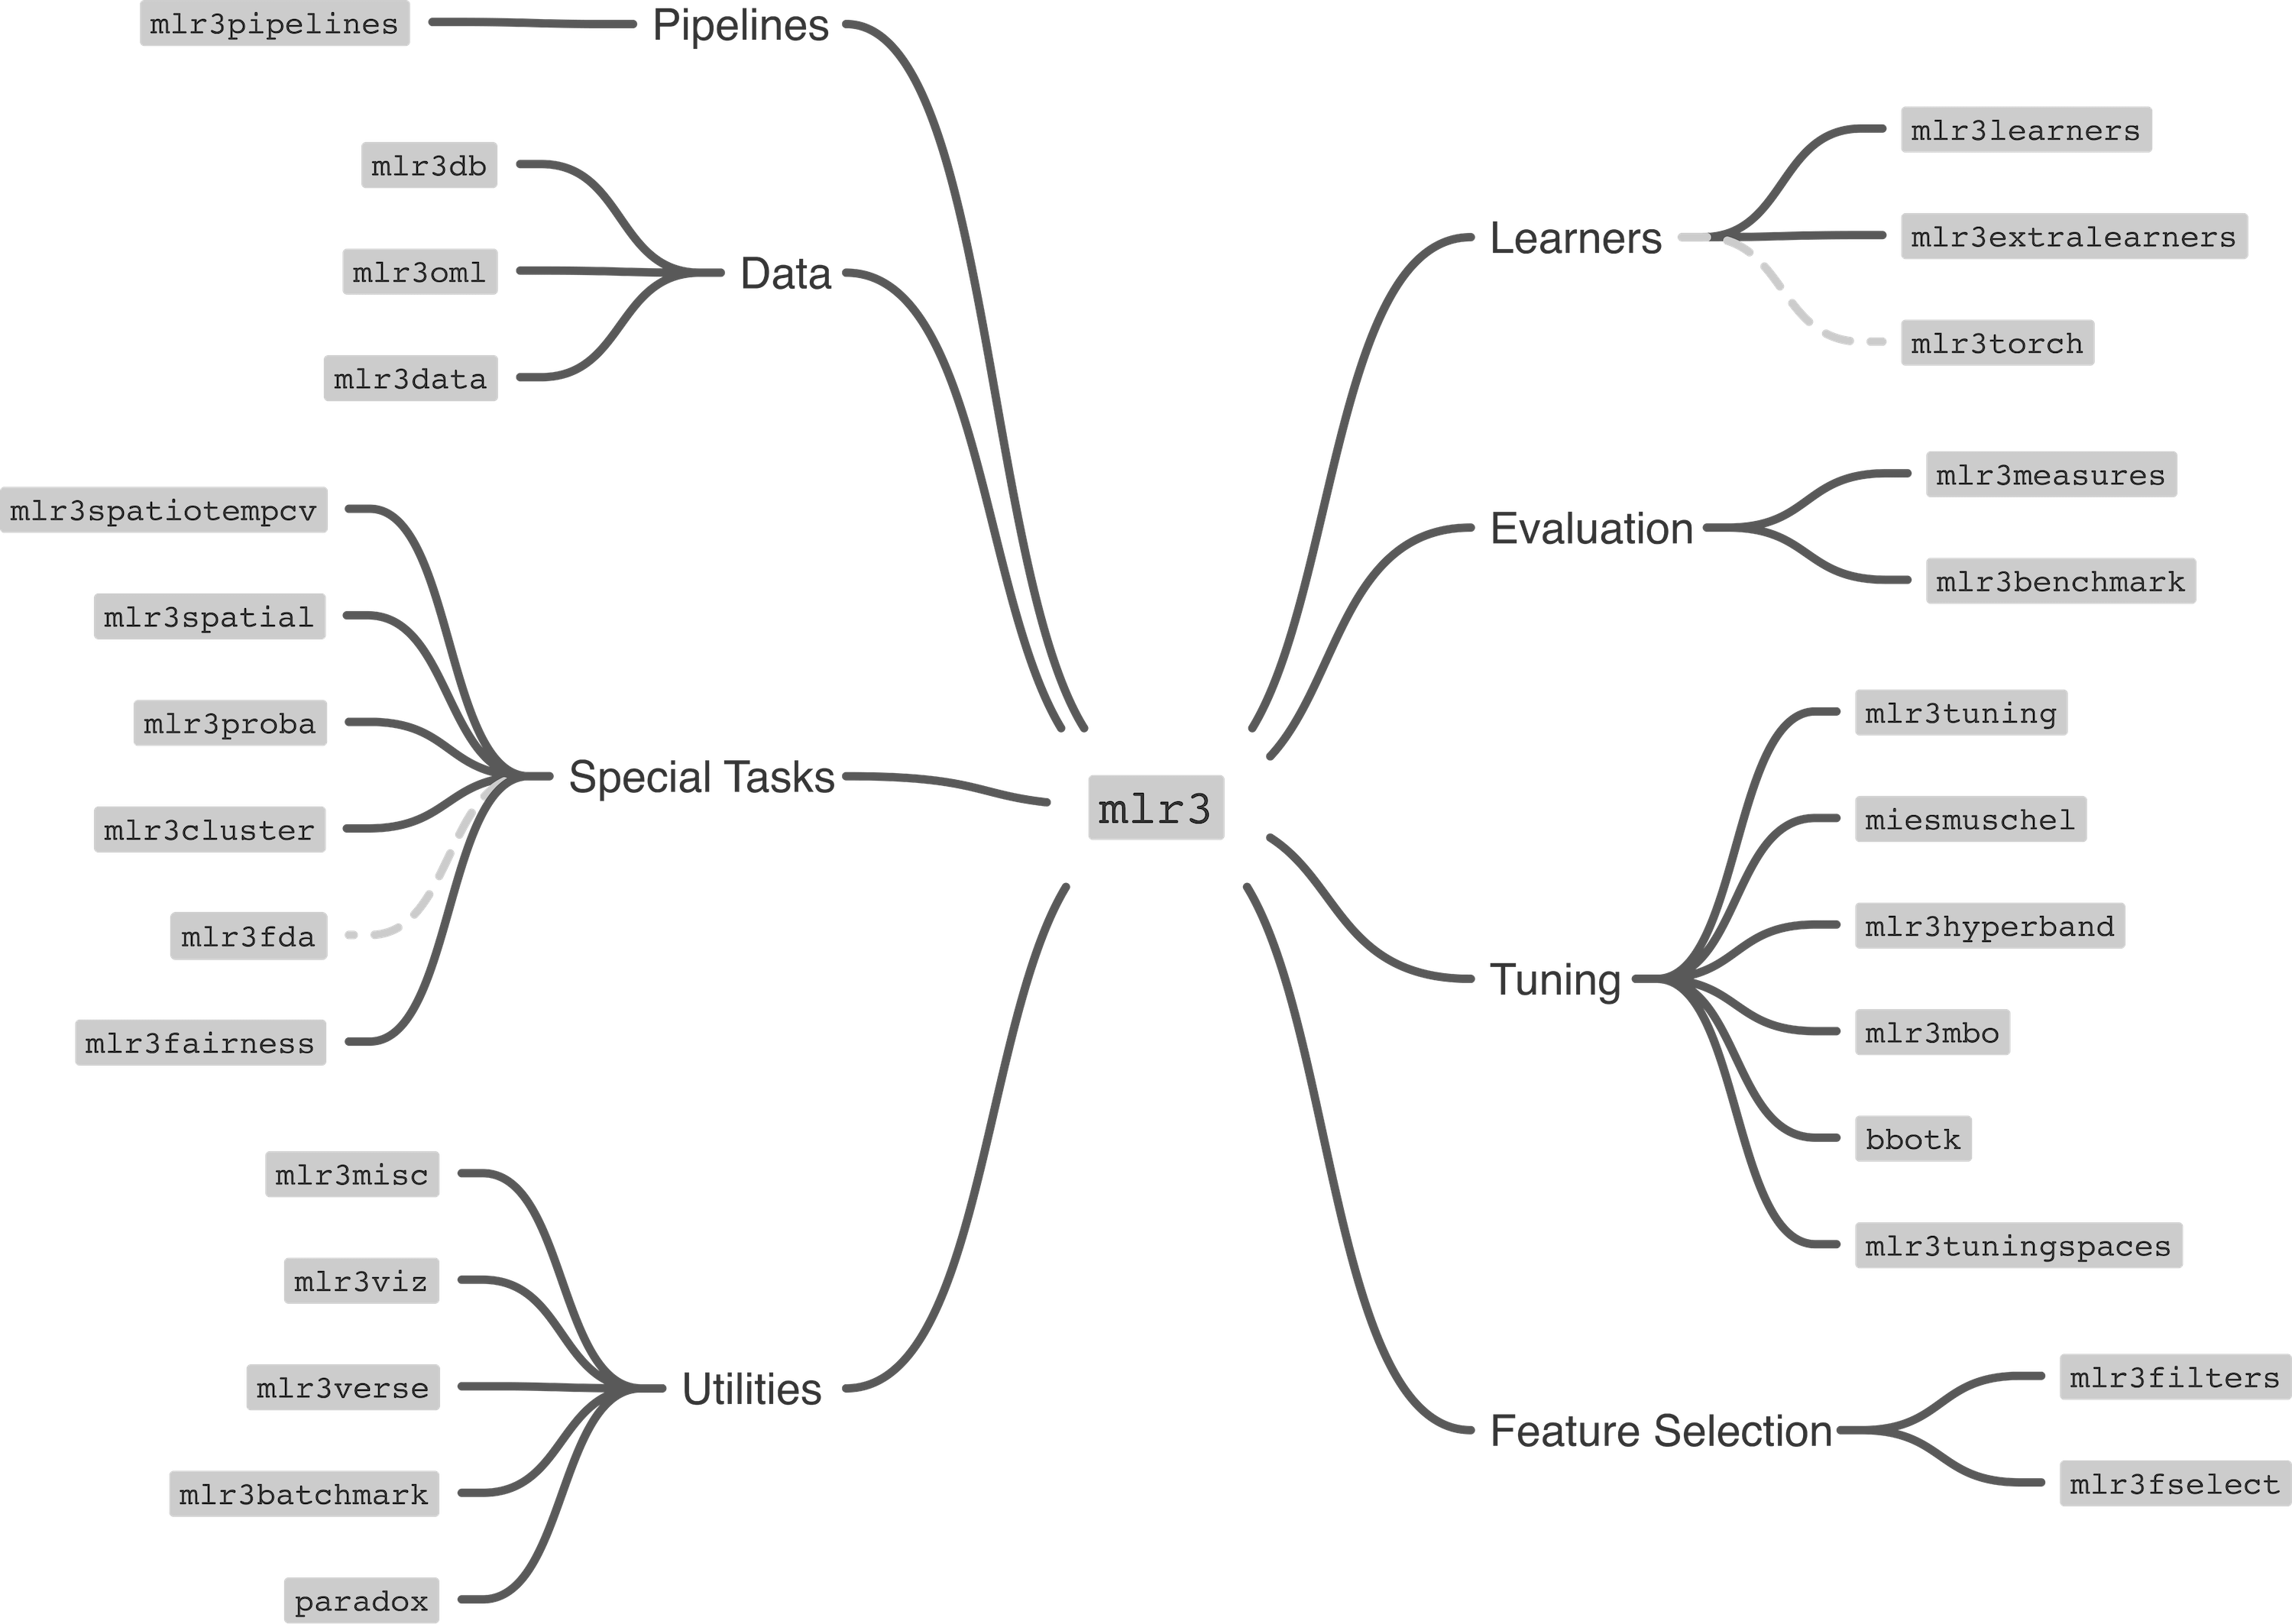 mlr3pipelines
Pipelines
mlr3db
mlr3oml
mlr3data
Data
mlr3spatiotempcv
mlr3spatial
mlr3proba
mlr3cluster
mlr3fda
mlr3fairness
Special Tasks
mlr3misc
mlr3viz
mlr3verse
mlr3batchmark
paradox
Utilities
mlr3
Learners
mlr3learners
mlr3extralearners
mlr3torch
Evaluation
mlr3measures
mlr3benchmark
Tuning
mlr3tuning
miesmuschel
mlr3hyperband
mlr3mbo
bbotk
mlr3tuningspaces
Feature Selection
mlr3filters
mlr3fselect